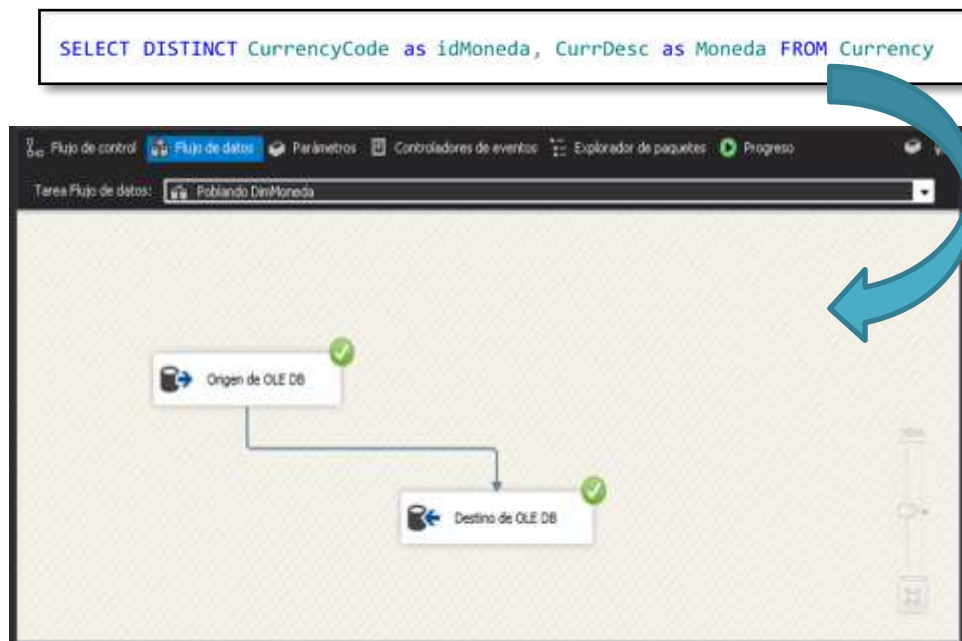 SELECT DISTINCT CurrencyCode as idMoneda, CurrDesc as Moneda FROM Currency
Flujo de control Flujo de datos Parámetros Controladores de eventos Explorador de paquetes Progreso
Tarea Flujo de datos: Poblando DimMoneda
Origen de OLE DB
Destino de OLE DB